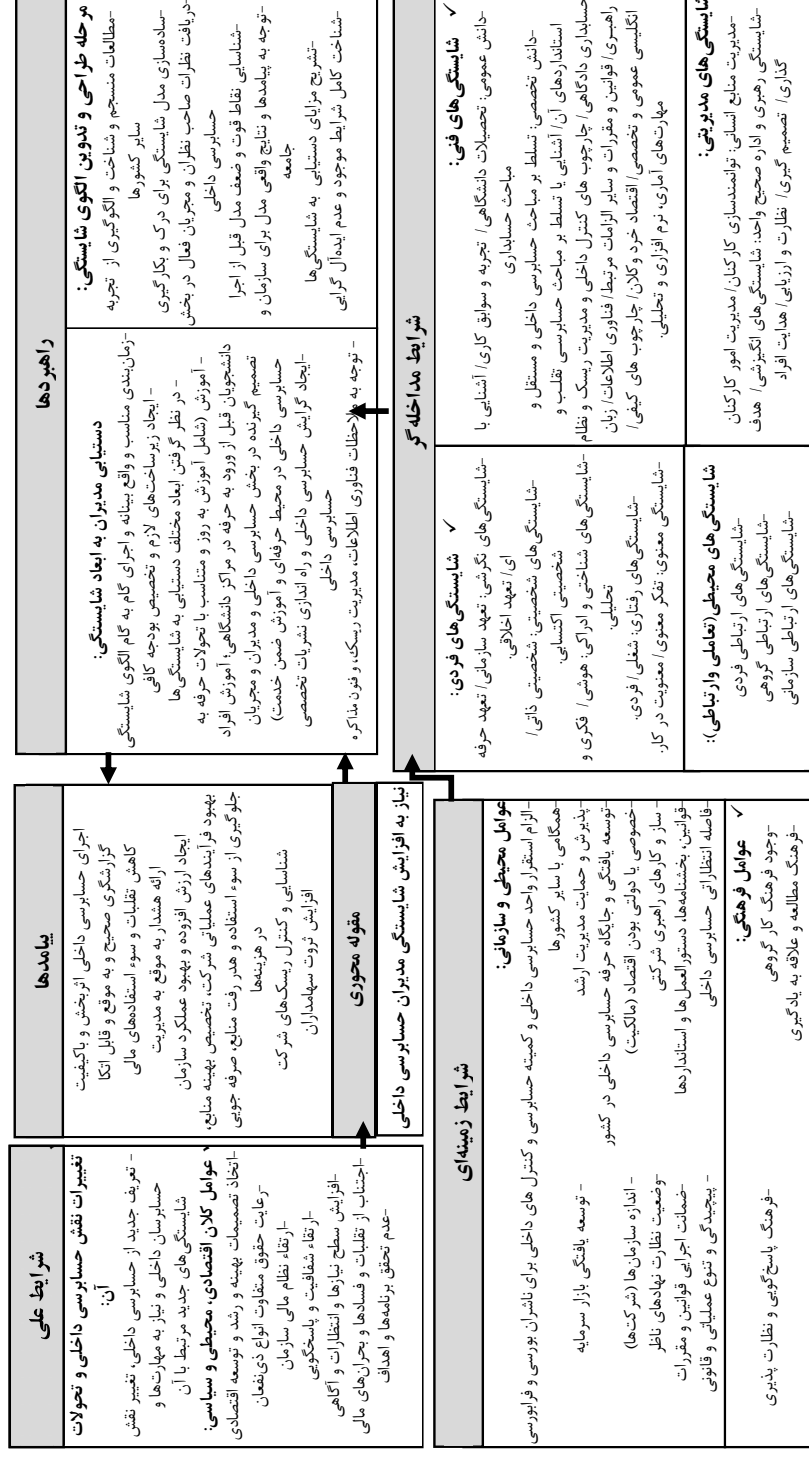 شرایط علی
تغییرات نقش حسابرسی داخلی و تحولات
آن:
- تعریف جدید از حسابرسی داخلی، تغییر نقش
حسابرسان داخلی و نیاز به مهارت‌ها و
شایستگی‌های جدید مرتبط با آن
عوامل کلان اقتصادی، محیطی و سیاسی:
-اتخاذ تصمیمات بهینه و رشد و توسعه اقتصادی
-رعایت حقوق متفاوت انواع ذی‌نفعان
-ارتقاء نظام مالی سازمان
-ارتقاء شفافیت و پاسخگویی
-افزایش سطح نیازها و انتظارات و آگاهی
-اجتناب از تقلبات و فسادها و بحران‌های مالی
-عدم تحقق برنامه‌ها و اهداف
پیامدها
اجرای حسابرسی داخلی اثربخش و باکیفیت
گزارشگری صحیح و به موقع و قابل اتکا
کاهش تقلبات و سوء استفاده‌های مالی
ارائه هشدار به موقع به مدیریت
ایجاد ارزش افزوده و بهبود عملکرد سازمان
بهبود فرآیندهای عملیاتی شرکت، تخصیص بهینه منابع،
جلوگیری از سوء استفاده و هدر رفت منابع، صرفه جویی
در هزینه‌ها
شناسایی و کنترل ریسک‌های شرکت
افزایش ثروت سهامداران
مقوله محوری
نیاز به افزایش شایستگی مدیران حسابرسی داخلی
راهبردها
مرحله طراحی و تدوین الگوی شایستگی:
-مطالعات منسجم و شناخت و الگوگیری از تجربه
سایر کشورها
-ساده‌سازی مدل شایستگی برای درک و بکارگیری
-دریافت نظرات صاحب نظران و مجریان فعال در بخش
حسابرسی داخلی
-شناسایی نقاط قوت و ضعف مدل قبل از اجرا
-توجه به پیامدها و نتایج واقعی مدل برای سازمان و
جامعه
-تشریح مزایای دستیابی به شایستگی‌ها
-شناخت کامل شرایط موجود و عدم ایده‌آل گرایی
دستیابی مدیران به ابعاد شایستگی:
-زمان‌بندی مناسب و واقع بینانه و اجرای گام به گام الگوی شایستگی
- ایجاد زیرساخت‌های لازم و تخصیص بودجه کافی
- در نظر گرفتن ابعاد مختلف دستیابی به شایستگی‌ها
- آموزش (شامل آموزش به روز و متناسب با تحولات حرفه به
دانشجویان قبل از ورود به حرفه در مراکز دانشگاهی؛ آموزش افراد
تصمیم گیرنده در بخش حسابرسی داخلی و مدیران و مجریان
حسابرسی داخلی در محیط حرفه‌ای و آموزش ضمن خدمت)
-ایجاد گرایش حسابرسی داخلی و راه اندازی نشریات تخصصی
حسابرسی داخلی
- توجه به ملاحظات فناوری اطلاعات، مدیریت ریسک، و فنون مذاکره
شرایط زمینه‌ای
عوامل محیطی و سازمانی:
-الزام استقرار واحد حسابرسی داخلی و کمیته حسابرسی و کنترل های داخلی برای ناشران بورسی و فرابورسی
-همگامی با سایر کشورها
-پذیرش و حمایت مدیریت ارشد
- توسعه یافتگی بازار سرمایه
-توسعه یافتگی و جایگاه حرفه حسابرسی داخلی در کشور
-خصوصی یا دولتی بودن اقتصاد (مالکیت)
- اندازه سازمان‌ها (شرکت‌ها)
-ساز و کارهای راهبری شرکتی
-وضعیت نظارت نهادهای ناظر
-قوانین، بخشنامه‌ها، دستورالعمل‌ها و استانداردها
-ضمانت اجرایی قوانین و مقررات
-فاصله انتظاراتی حسابرسی داخلی
- پیچیدگی و تنوع عملیاتی و قانونی
✓ عوامل فرهنگی:
-وجود فرهنگ کار گروهی
-فرهنگ مطالعه و علاقه به یادگیری
-فرهنگ پاسخ‌گویی و نظارت پذیری
شرایط مداخله گر
✓ شایستگی‌های فنی:
-دانش عمومی: تحصیلات دانشگاهی/ تجربه و سوابق کاری/ آشنایی با
مباحث حسابداری
-دانش تخصصی: تسلط بر مباحث حسابرسی داخلی و مستقل و
استانداردهای آن/ آشنایی یا تسلط بر مباحث حسابرسی تقلب و
حسابداری دادگاهی/ چارچوب های کنترل داخلی و مدیریت ریسک و نظام
راهبری/ قوانین و مقررات و سایر الزامات مرتبط/ فناوری اطلاعات/ زبان
انگلیسی عمومی و تخصصی/ اقتصاد خرد و کلان/ چارچوب های کیفی/
مهارت‌های آماری، نرم افزاری و تحلیلی.
شایستگی‌های مدیریتی:
-مدیریت منابع انسانی: توانمندسازی کارکنان/ مدیریت امور کارکنان
-شایستگی رهبری و اداره صحیح واحد: شایستگی‌های انگیزشی/ هدف
گذاری/ تصمیم گیری/ نظارت و ارزیابی/ هدایت افراد
✓ شایستگی‌های فردی:
-شایستگی‌های نگرشی: تعهد سازمانی/ تعهد حرفه
ای/ تعهد اخلاقی.
-شایستگی‌های شخصیتی: شخصیتی ذاتی/
شخصیتی اکتسابی.
-شایستگی‌های شناختی و ادراکی: هوشی/ فکری و
تحلیلی.
-شایستگی‌های رفتاری: شغلی/ فردی.
-شایستگی معنوی: تفکر معنوی/ معنویت در کار.
شایستگی‌های محیطی(تعاملی وارتباطی):
-شایستگی‌های ارتباطی فردی
-شایستگی‌های ارتباطی گروهی
-شایستگی‌های ارتباطی سازمانی